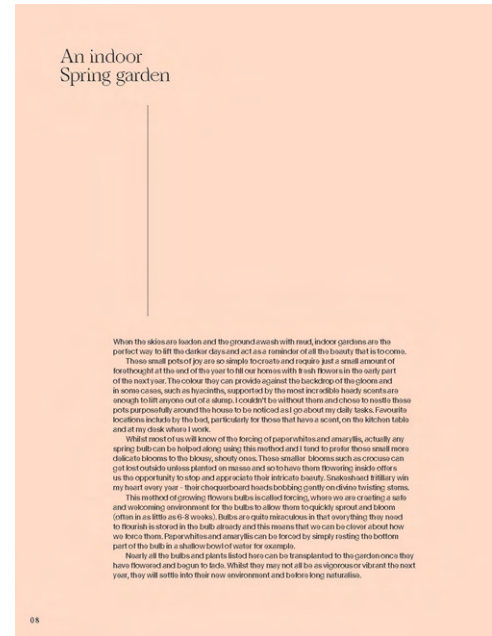 An indoor
Spring garden
When the skies are leaden and the ground awash with mud, indoor gardens are the
perfect way to lift the darker days and act as a reminder of all the beauty that is to come.
These small pots of joy are so simple to create and require just a small amount of
forethought at the end of the year to fill our homes with fresh flowers in the early part
of the next year. The colour they can provide against the backdrop of the gloom and
in some cases, such as hyacinths, supported by the most incredible heady scents are
enough to lift anyone out of a slump. I couldn't be without them and chose to nestle these
pots purposefully around the house to be noticed as I go about my daily tasks. Favourite
locations include by the bed, particularly for those that have a scent, on the kitchen table
and at my desk where I work.
Whilst most of us will know of the forcing of paperwhites and amaryllis, actually any
spring bulb can be helped along using this method and I tend to prefer those small more
delicate blooms to the blousy, shouty ones. These smaller blooms such as crocuse can
get lost outside unless planted en masse and so to have them flowering inside offers
us the opportunity to stop and appreciate their intricate beauty. Snakeshead fritillary win
my heart every year - their chequerboard heads bobbing gently on divine twisting stems.
This method of growing flowers bulbs is called forcing, where we are creating a safe
and welcoming environment for the bulbs to allow them to quickly sprout and bloom
(often in as little as 6-8 weeks). Bulbs are quite miraculous in that everything they need
to flourish is stored in the bulb already and this means that we can be clever about how
we force them. Paperwhites and amaryllis can be forced by simply resting the bottom
part of the bulb in a shallow bowl of water for example.
Nearly all the bulbs and plants listed here can be transplanted to the garden once they
have flowered and begun to fade. Whilst they may not all be as vigorous or vibrant the next
year, they will settle into their new environment and before long naturalise.
08